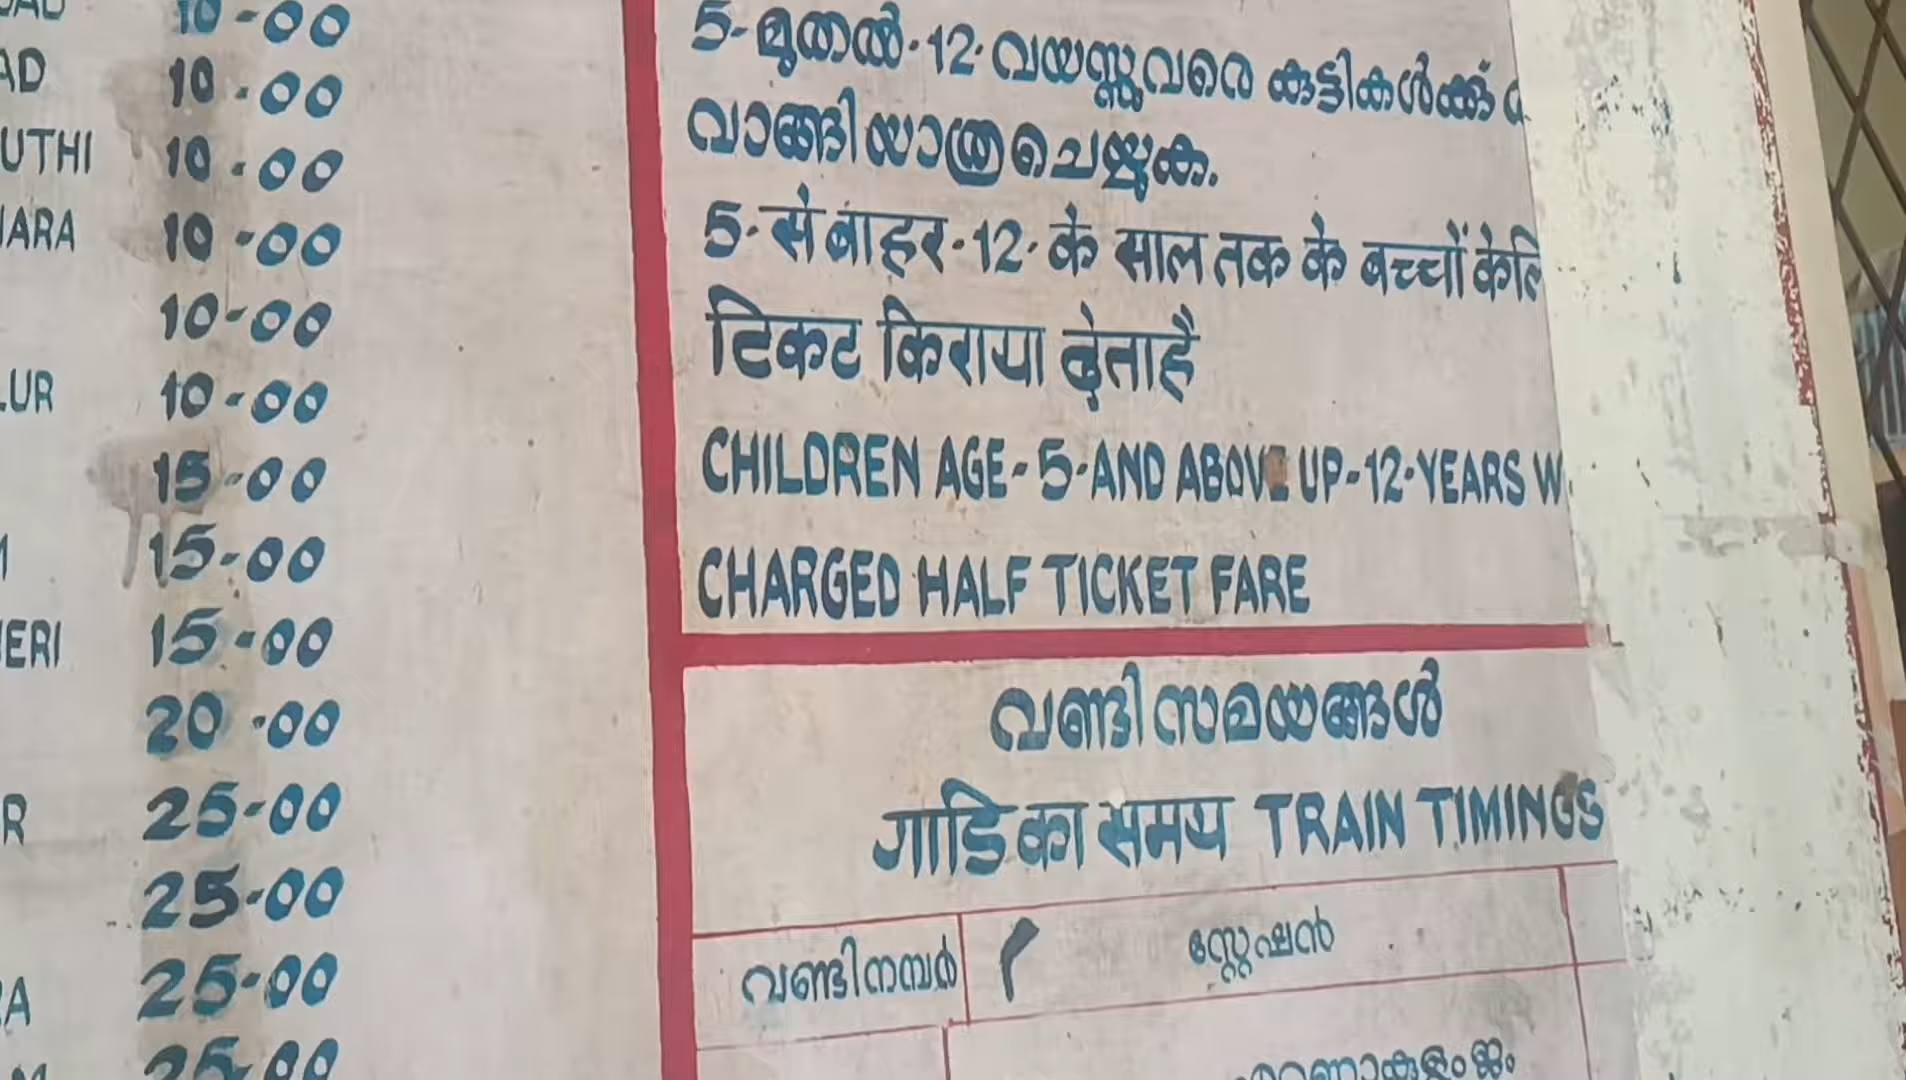 10-00
AD 10-00
UTHI 10-00
ARA 10-00
10-00
LUR 10-00
15-00
15-00
ERI 15-00
20-00
R 25-00
25-00
A 25-00
25-00
5-മുതൽ-12-വയസ്സുവരെ കുട്ടികൾക്ക്
വാങ്ങി യാത്ര ചെയ്യുക.
5-से बाहर-12-के साल तक के बच्चों केलि
टिकट किराया देताहै
CHILDREN AGE-5-AND ABOVE UP-12-YEARS W
CHARGED HALF TICKET FARE
വണ്ടി സമയങ്ങൾ
गाडि का समय TRAIN TIMINGS
വണ്ടിനമ്പർ സ്റ്റേഷൻ